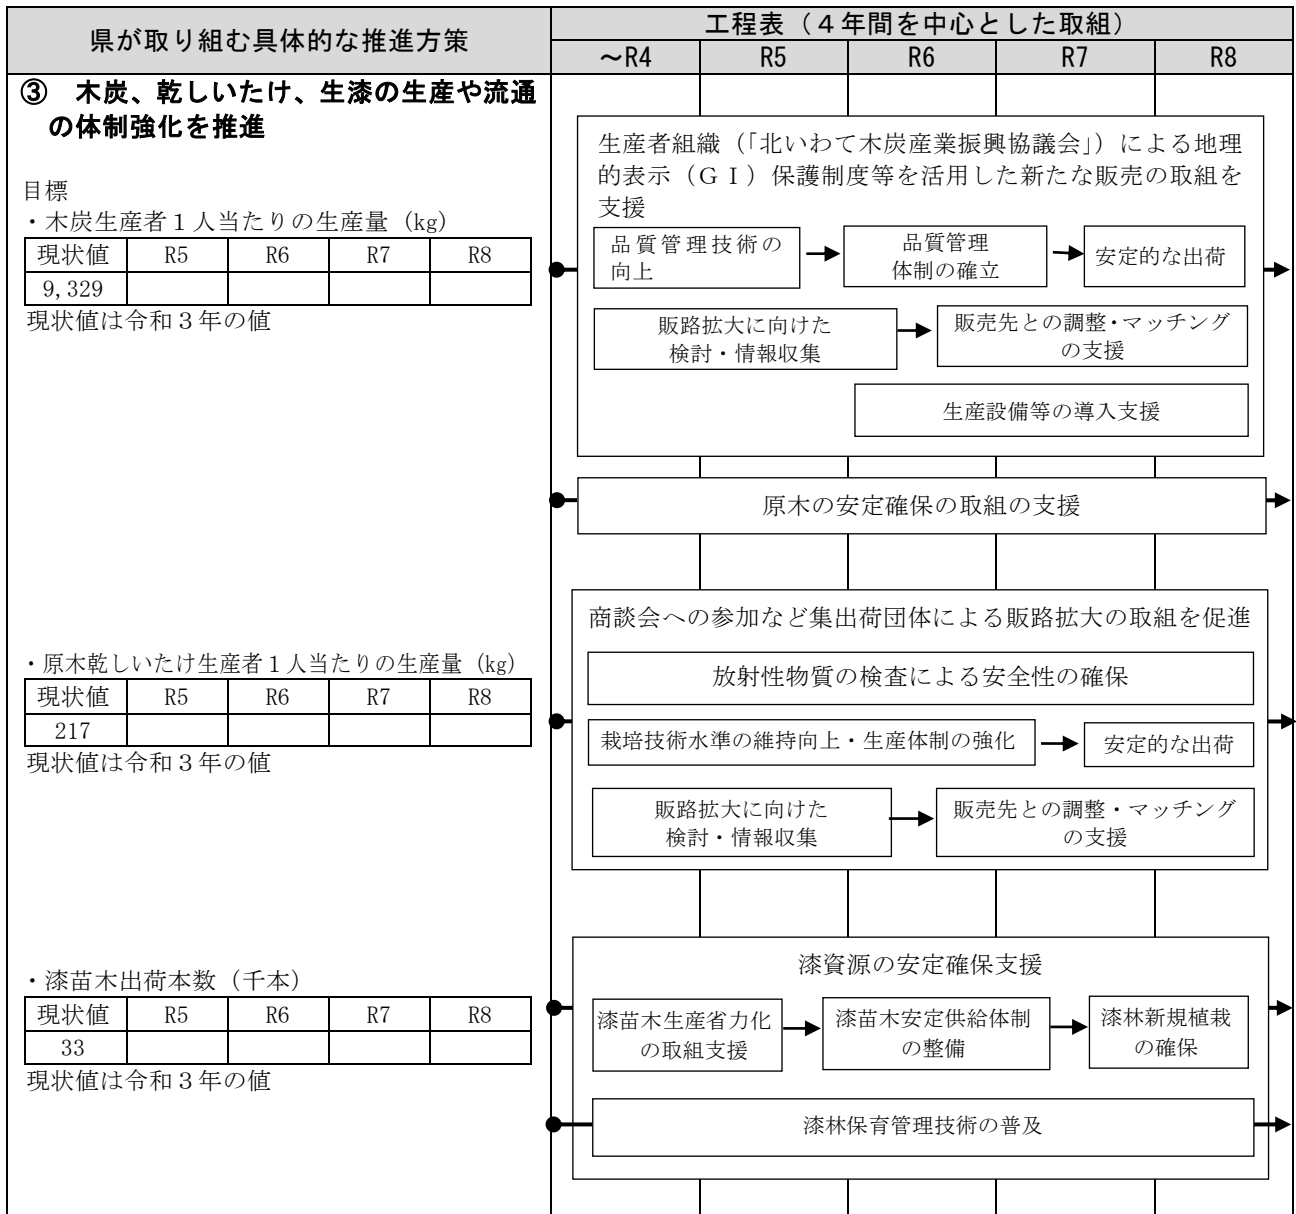 県が取り組む具体的な推進方策
工程表（４年間を中心とした取組）
～R4 R5 R6 R7 R8
③　木炭、乾しいたけ、生漆の生産や流通
の体制強化を推進
目標
・木炭生産者１人当たりの生産量 (kg)
現状値 R5 R6 R7 R8
9,329
現状値は令和３年の値
生産者組織（「北いわて木炭産業振興協議会」）による地理
的表示（ＧＩ）保護制度等を活用した新たな販売の取組を
支援
品質管理技術の
向上
品質管理
体制の確立
安定的な出荷
販路拡大に向けた
検討・情報収集
販売先との調整・マッチング
の支援
生産設備等の導入支援
原木の安定確保の取組の支援
・原木乾しいたけ生産者１人当たりの生産量 (kg)
現状値 R5 R6 R7 R8
217
現状値は令和３年の値
商談会への参加など集出荷団体による販路拡大の取組を促進
放射性物質の検査による安全性の確保
栽培技術水準の維持向上・生産体制の強化
安定的な出荷
販路拡大に向けた
検討・情報収集
販売先との調整・マッチング
の支援
・漆苗木出荷本数（千本）
現状値 R5 R6 R7 R8
33
現状値は令和３年の値
漆資源の安定確保支援
漆苗木生産省力化
の取組支援
漆苗木安定供給体制
の整備
漆林新規植栽
の確保
漆林保育管理技術の普及